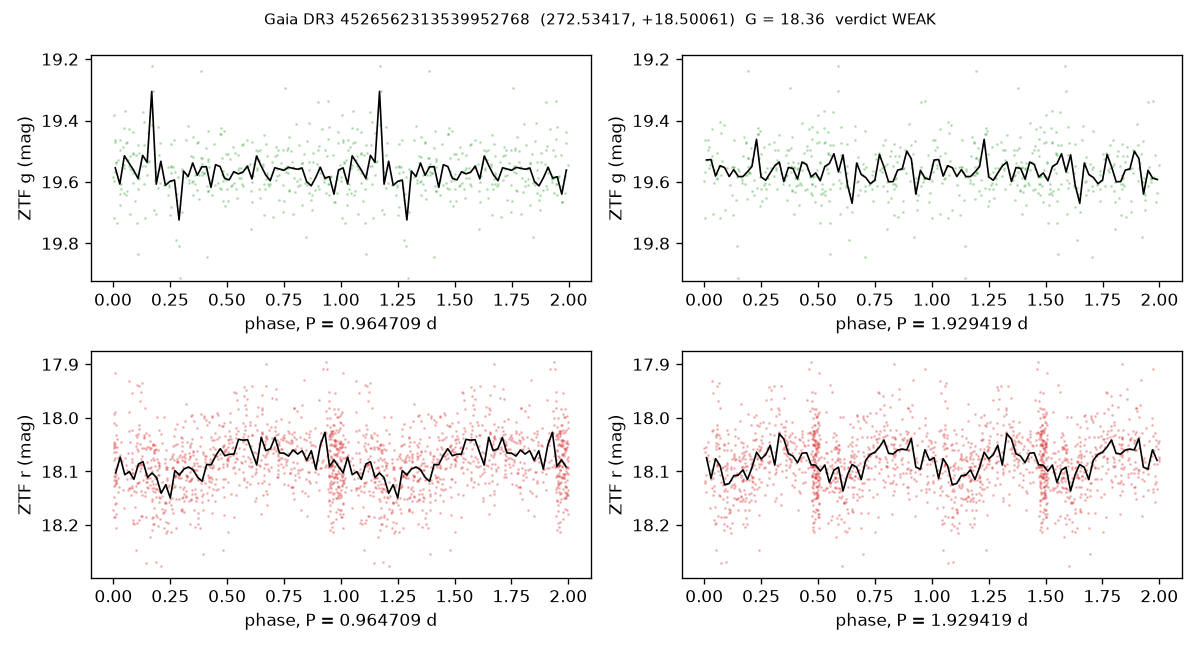 Gaia DR3 4526562313539952768  (272.53417, +18.50061)  G = 18.36  verdict WEAK
ZTF g (mag)
19.2
19.4
19.6
19.8
0.00 0.25 0.50 0.75 1.00 1.25 1.50 1.75 2.00
phase, P = 0.964709 d
ZTF g (mag)
19.2
19.4
19.6
19.8
0.00 0.25 0.50 0.75 1.00 1.25 1.50 1.75 2.00
phase, P = 1.929419 d
ZTF r (mag)
17.9
18.0
18.1
18.2
0.00 0.25 0.50 0.75 1.00 1.25 1.50 1.75 2.00
phase, P = 0.964709 d
ZTF r (mag)
17.9
18.0
18.1
18.2
0.00 0.25 0.50 0.75 1.00 1.25 1.50 1.75 2.00
phase, P = 1.929419 d